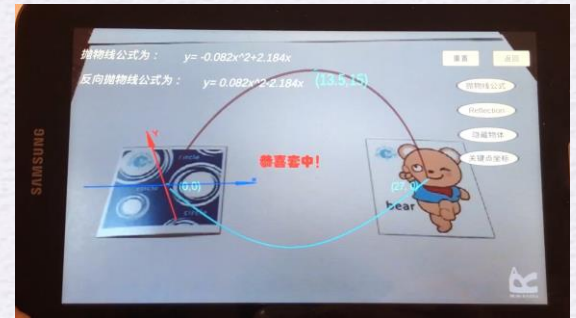 抛物线公式为： y= -0.082x^2+2.184x
重置
返回
反向抛物线公式为： y= 0.082x^2-2.184x
(13.5,15)
抛物线公式
Reflection
隐藏物体
关键点坐标
SAMSUNG
Y
circle
恭喜套中！
x
circle
(0,0)
(27, 0)
bear